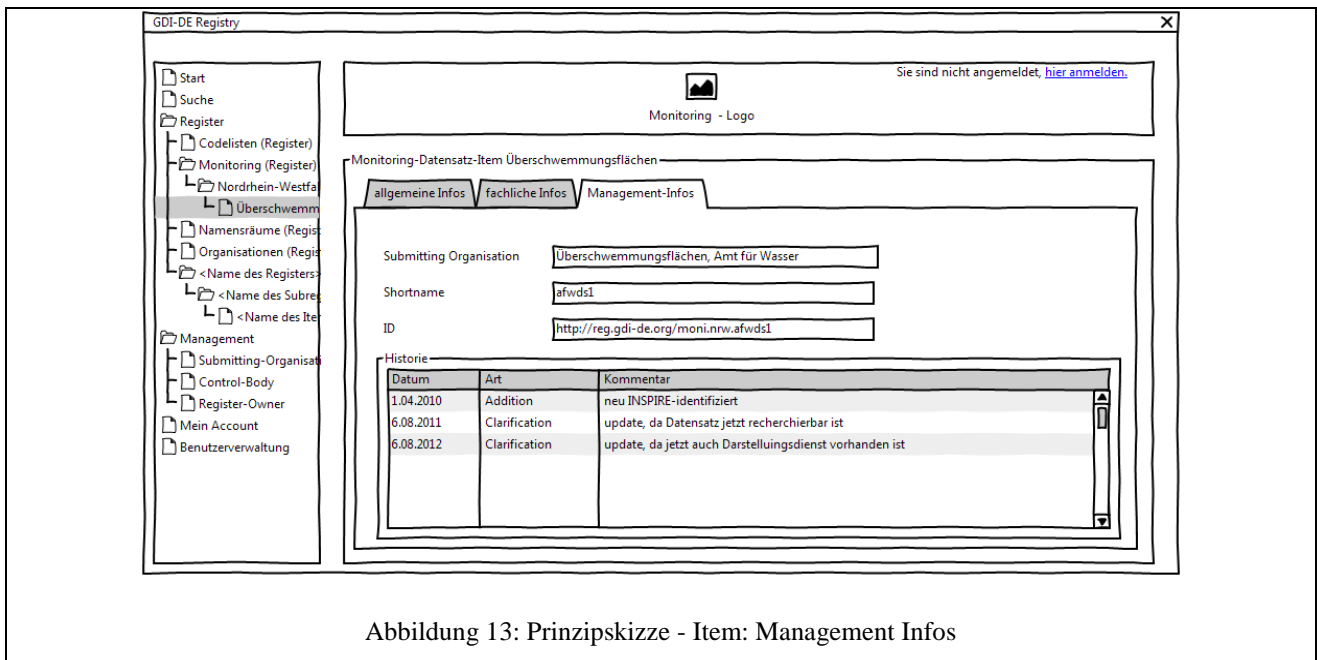 GDI-DE Registry
Start
Suche
Register
Codelisten (Register)
Monitoring (Register)
Nordrhein-Westfal
Überschwemm
Namensräume (Regist
Organisationen (Regis
<Name des Registers>
<Name des Subreg
<Name des Iter
Management
Submitting-Organisati
Control-Body
Register-Owner
Mein Account
Benutzerverwaltung
Sie sind nicht angemeldet, hier anmelden.
Monitoring - Logo
Monitoring-Datensatz-Item Überschwemmungsflächen
allgemeine Infos fachliche Infos Management-Infos
Submitting Organisation Überschwemmungsflächen, Amt für Wasser
Shortname afwds1
ID http://reg.gdi-de.org/moni.nrw.afwds1
Historie
Datum Art Kommentar
1.04.2010 Addition neu INSPIRE-identifiziert
6.08.2011 Clarification update, da Datensatz jetzt recherchierbar ist
6.08.2012 Clarification update, da jetzt auch Darstelluingsdienst vorhanden ist
Abbildung 13: Prinzipskizze - Item: Management Infos